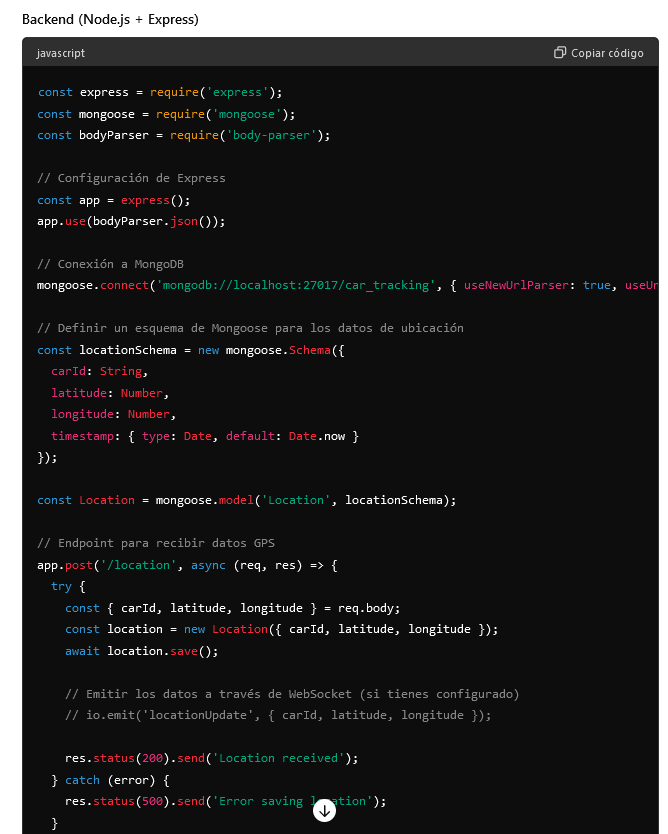 Backend (Node.js + Express)
javascript
Copiar código
const express = require('express');
const mongoose = require('mongoose');
const bodyParser = require('body-parser');
// Configuración de Express
const app = express();
app.use(bodyParser.json());
// Conexión a MongoDB
mongoose.connect('mongodb://localhost:27017/car_tracking', { useNewUrlParser: true,
// Definir un esquema de Mongoose para los datos de ubicación
const locationSchema = new mongoose.Schema({
  carId: String,
  latitude: Number,
  longitude: Number,
  timestamp: { type: Date, default: Date.now }
});
const Location = mongoose.model('Location', locationSchema);
// Endpoint para recibir datos GPS
app.post('/location', async (req, res) => {
  try {
    const { carId, latitude, longitude } = req.body;
    const location = new Location({ carId, latitude, longitude });
    await location.save();
    // Emitir los datos a través de WebSocket (si tienes configurado)
    // io.emit('locationUpdate', { carId, latitude, longitude });
    res.status(200).send('Location received');
  } catch (error) {
    res.status(500).send('Error saving
  }